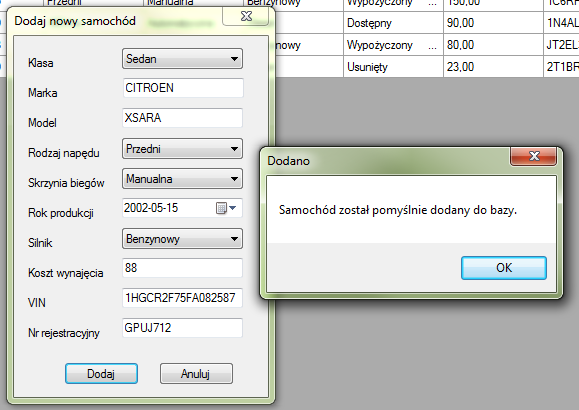 Przedni Manualna Benzynowy Wypożyczony ... 150,00
Dostępny 90,00 1N4AL
Wypożyczony ... 80,00 JT2EL
Usunięty 23,00 2T1BR
Dodaj nowy samochód
Klasa Sedan
Marka CITROEN
Model XSARA
Rodzaj napędu Przedni
Skrzynia biegów Manualna
Rok produkcji 2002-05-15
Silnik Benzynowy
Koszt wynajęcia 88
VIN 1HGCR2F75FA082587
Nr rejestracyjny GPUJ712
Dodaj Anuluj
Dodano
Samochód został pomyślnie dodany do bazy.
OK